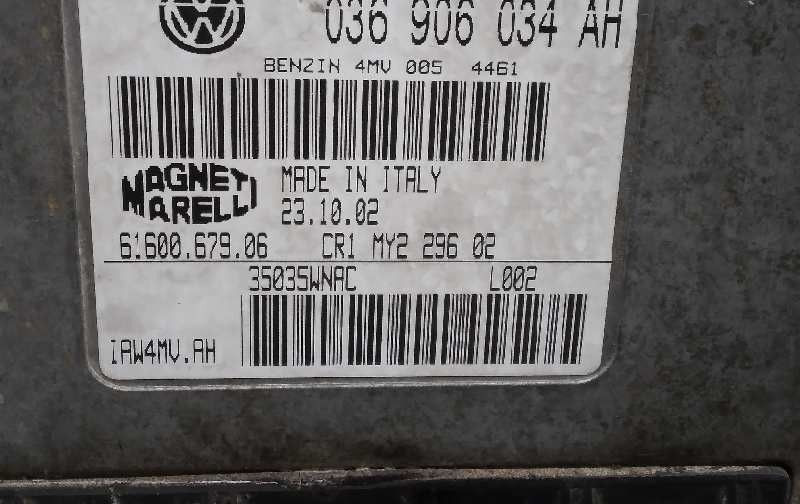 036 906 034 AH
BENZIN 4MV 005 4461
MAGNETI MARELLI
MADE IN ITALY
23.10.02
61600.679.06 CR1 MY2 296 02
35035WNAC L002
IAW4MV.AH